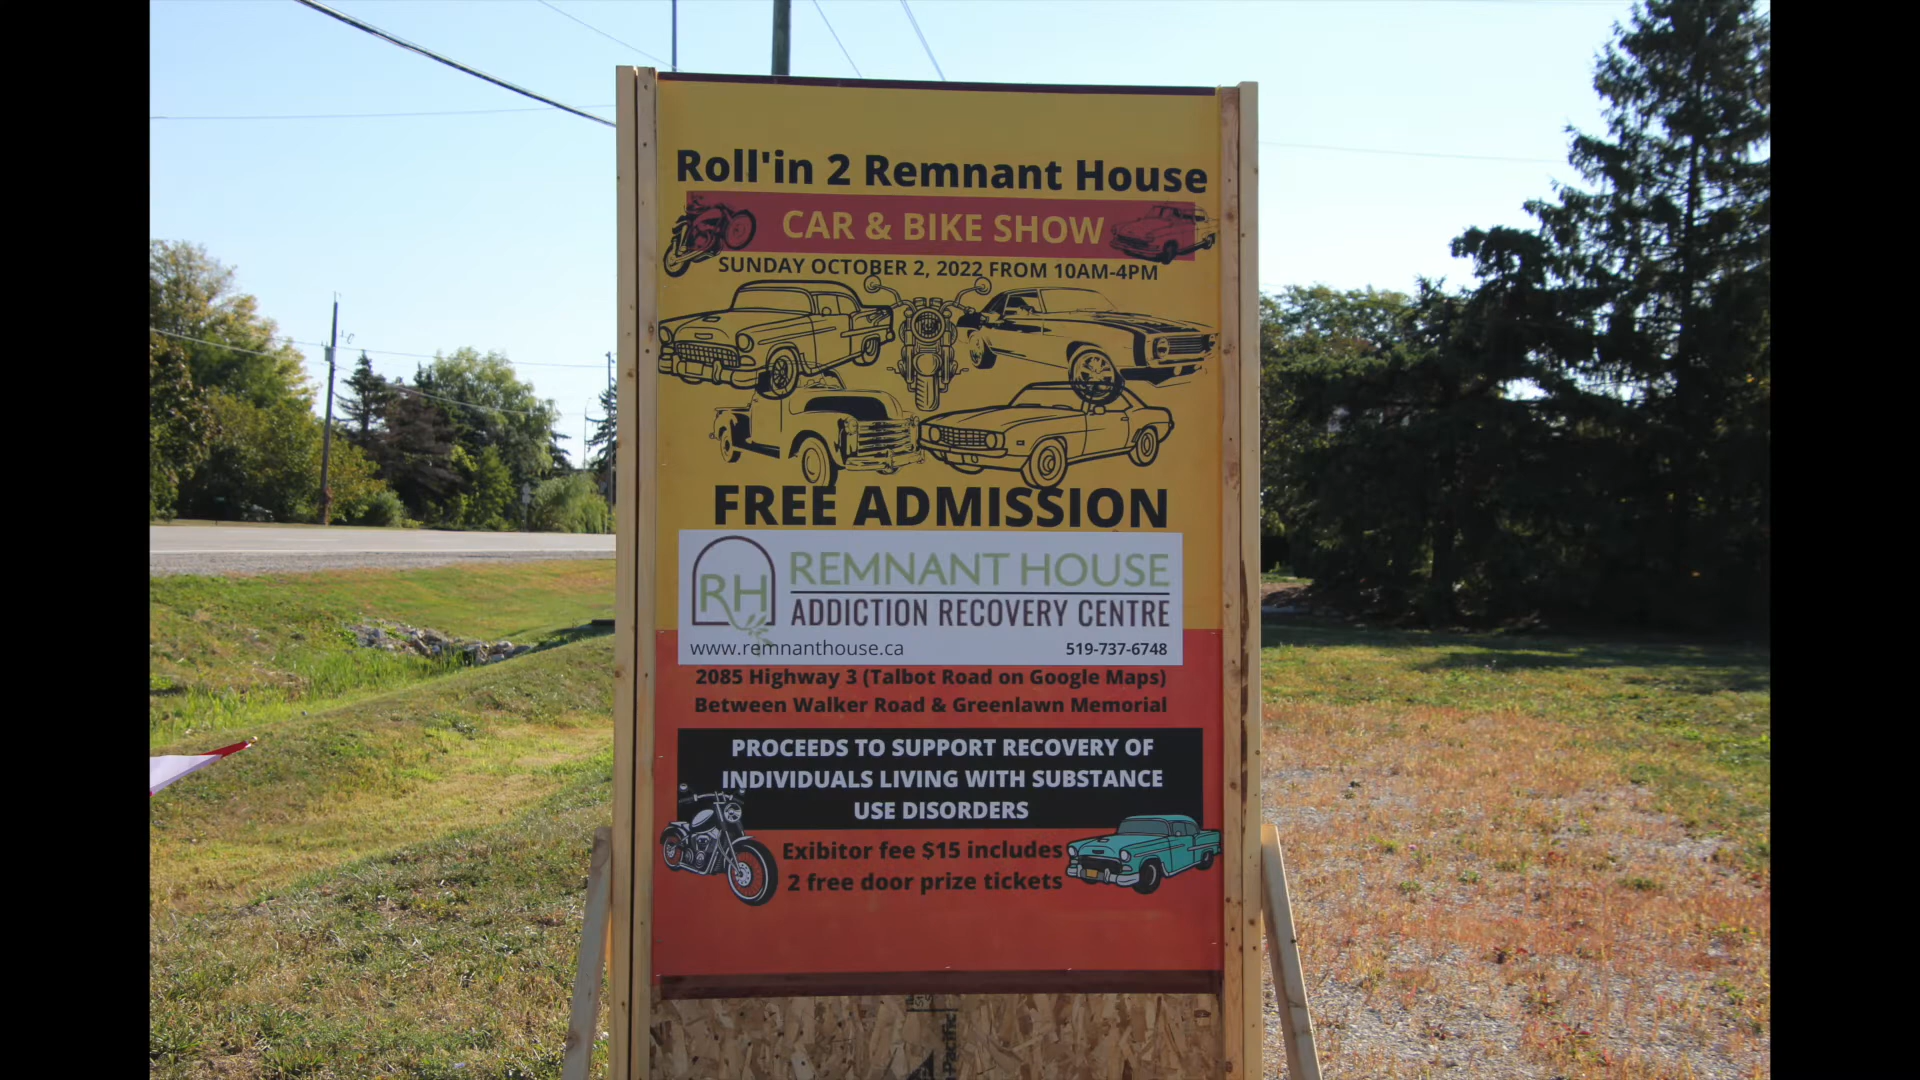 Roll'in 2 Remnant House
CAR & BIKE SHOW
SUNDAY OCTOBER 2, 2022 FROM 10AM-4PM
FREE ADMISSION
RH
REMNANT HOUSE
ADDICTION RECOVERY CENTRE
www.remnanthouse.ca 519-737-6748
2085 Highway 3 (Talbot Road on Google Maps)
Between Walker Road & Greenlawn Memorial
PROCEEDS TO SUPPORT RECOVERY OF
INDIVIDUALS LIVING WITH SUBSTANCE
USE DISORDERS
Exibitor fee $15 includes
2 free door prize tickets